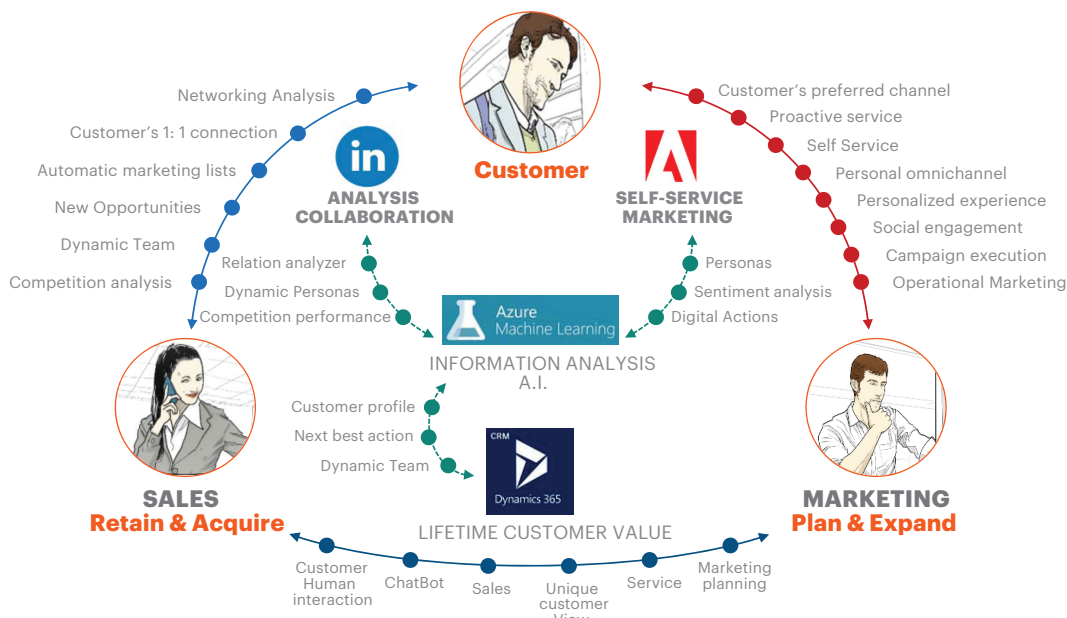 Customer
Networking Analysis
Customer's 1: 1 connection
Automatic marketing lists
New Opportunities
Dynamic Team
Competition analysis
in
ANALYSIS
COLLABORATION
SELF-SERVICE
MARKETING
Customer's preferred channel
Proactive service
Self Service
Personal omnichannel
Personalized experience
Social engagement
Campaign execution
Operational Marketing
Relation analyzer
Dynamic Personas
Competition performance
Personas
Sentiment analysis
Digital Actions
Azure
Machine Learning
INFORMATION ANALYSIS
A.I.
Customer profile
Next best action
Dynamic Team
CRM
Dynamics 365
LIFETIME CUSTOMER VALUE
SALES
Retain & Acquire
MARKETING
Plan & Expand
Customer
Human
interaction
ChatBot
Sales
Unique
customer
View
Service
Marketing
planning